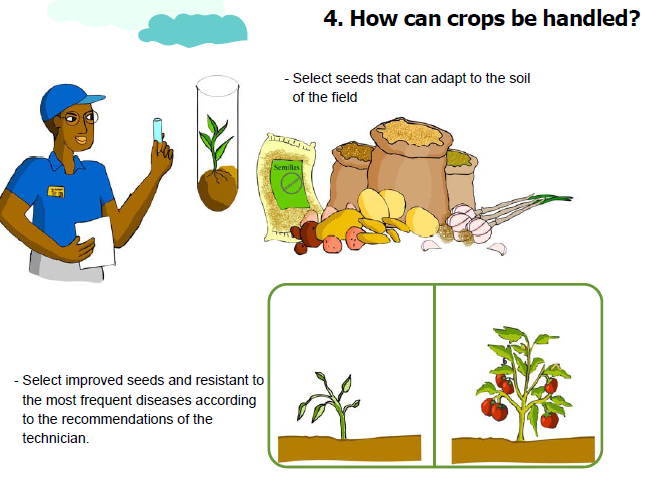 4. How can crops be handled?
- Select seeds that can adapt to the soil
of the field
Semillas
- Select improved seeds and resistant to
the most frequent diseases according
to the recommendations of the
technician.